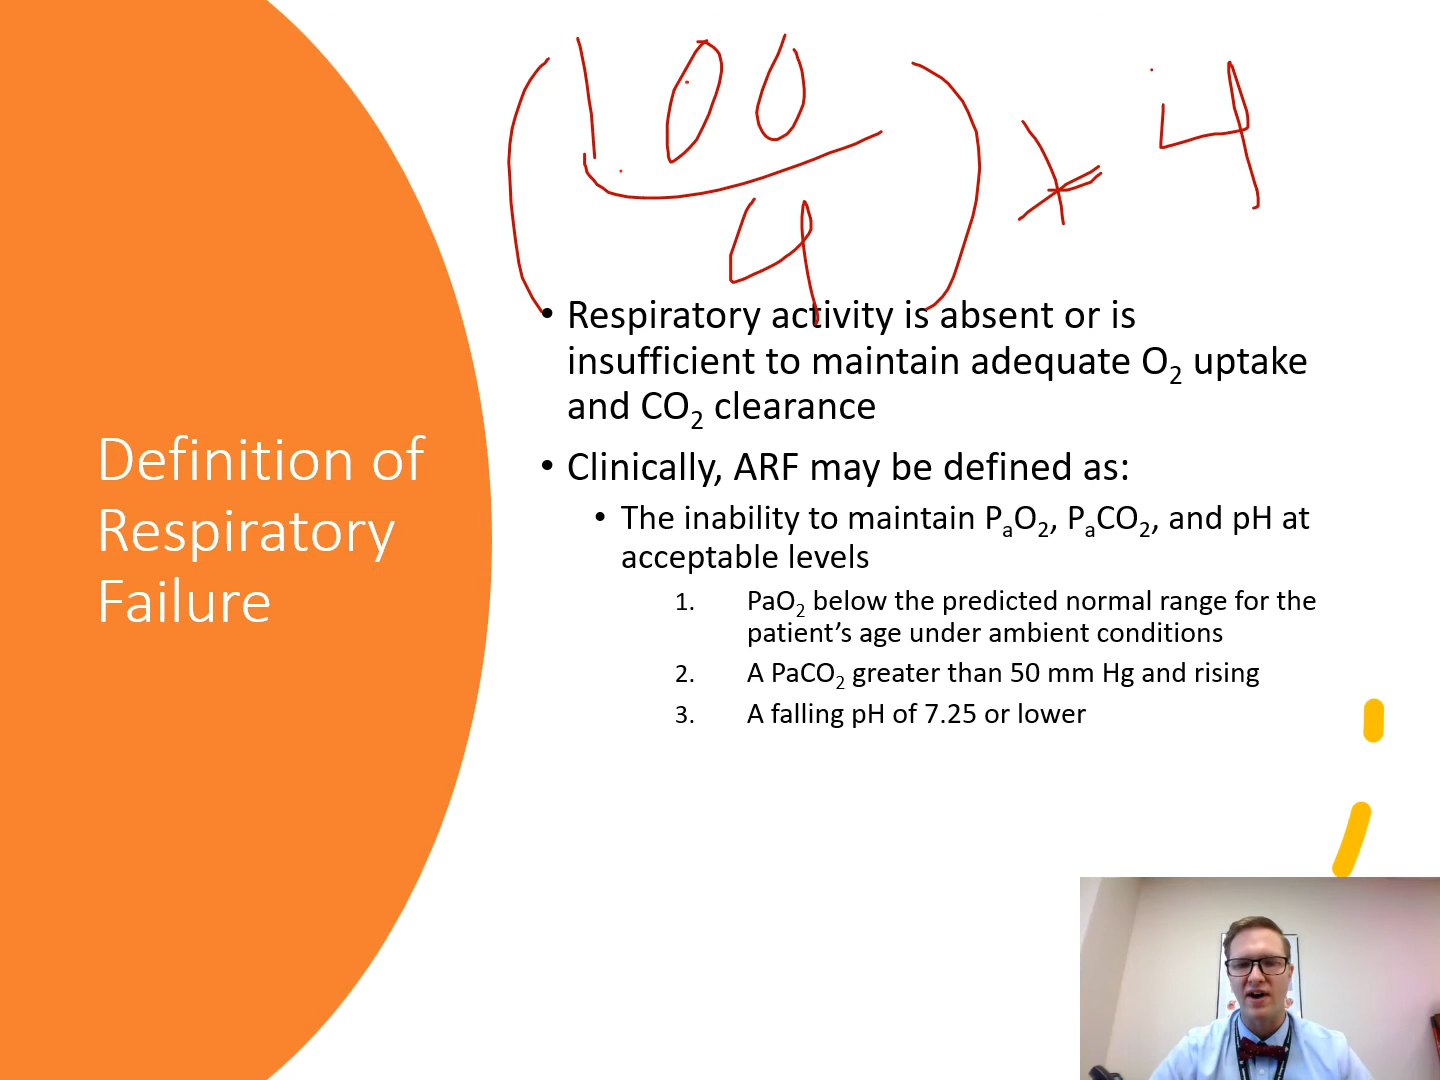 (100/4) × 4
Definition of
Respiratory
Failure
• Respiratory activity is absent or is
insufficient to maintain adequate O₂ uptake
and CO₂ clearance
• Clinically, ARF may be defined as:
• The inability to maintain PₐO₂, PₐCO₂, and pH at
acceptable levels
1. PaO₂ below the predicted normal range for the
patient’s age under ambient conditions
2. A PaCO₂ greater than 50 mm Hg and rising
3. A falling pH of 7.25 or lower